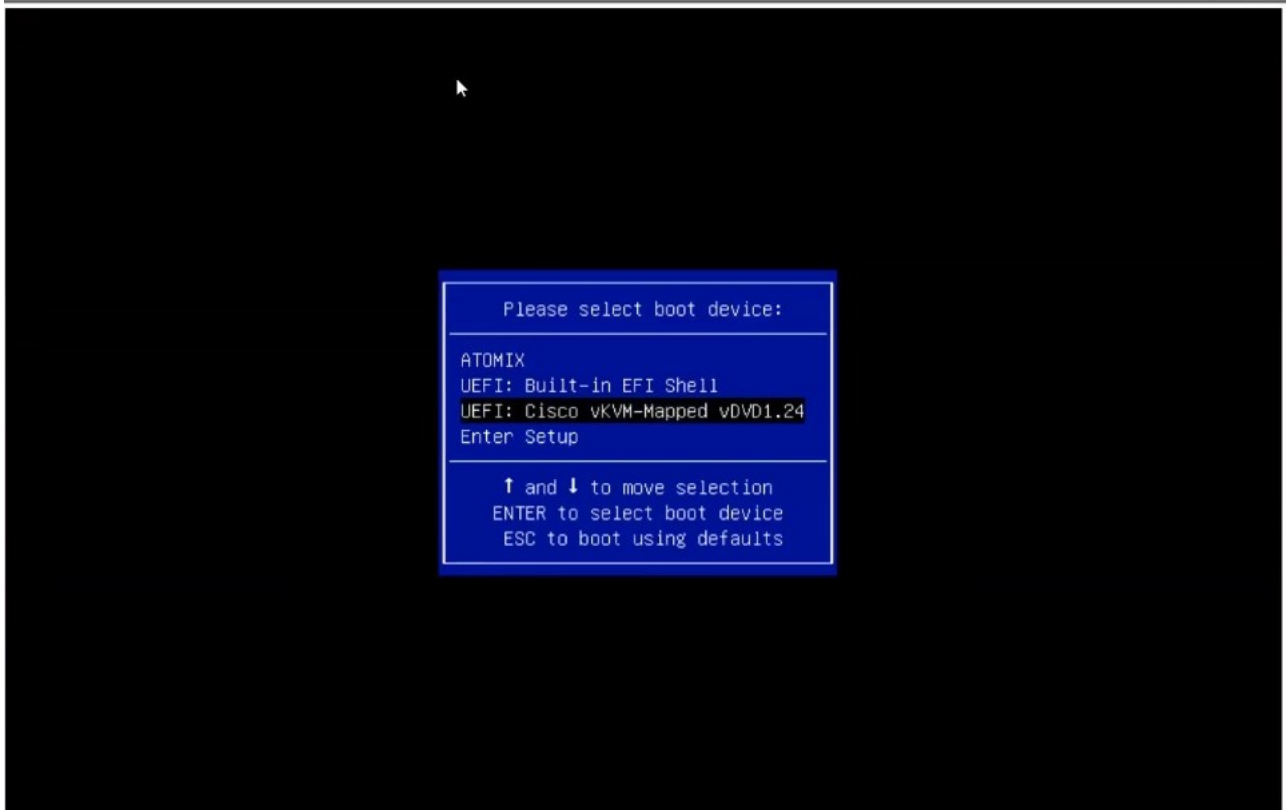 Please select boot device:
ATOMIX
UEFI: Built-in EFI Shell
UEFI: Cisco vKVM-Mapped vDVD1.24
Enter Setup
↑ and ↓ to move selection
ENTER to select boot device
ESC to boot using defaults